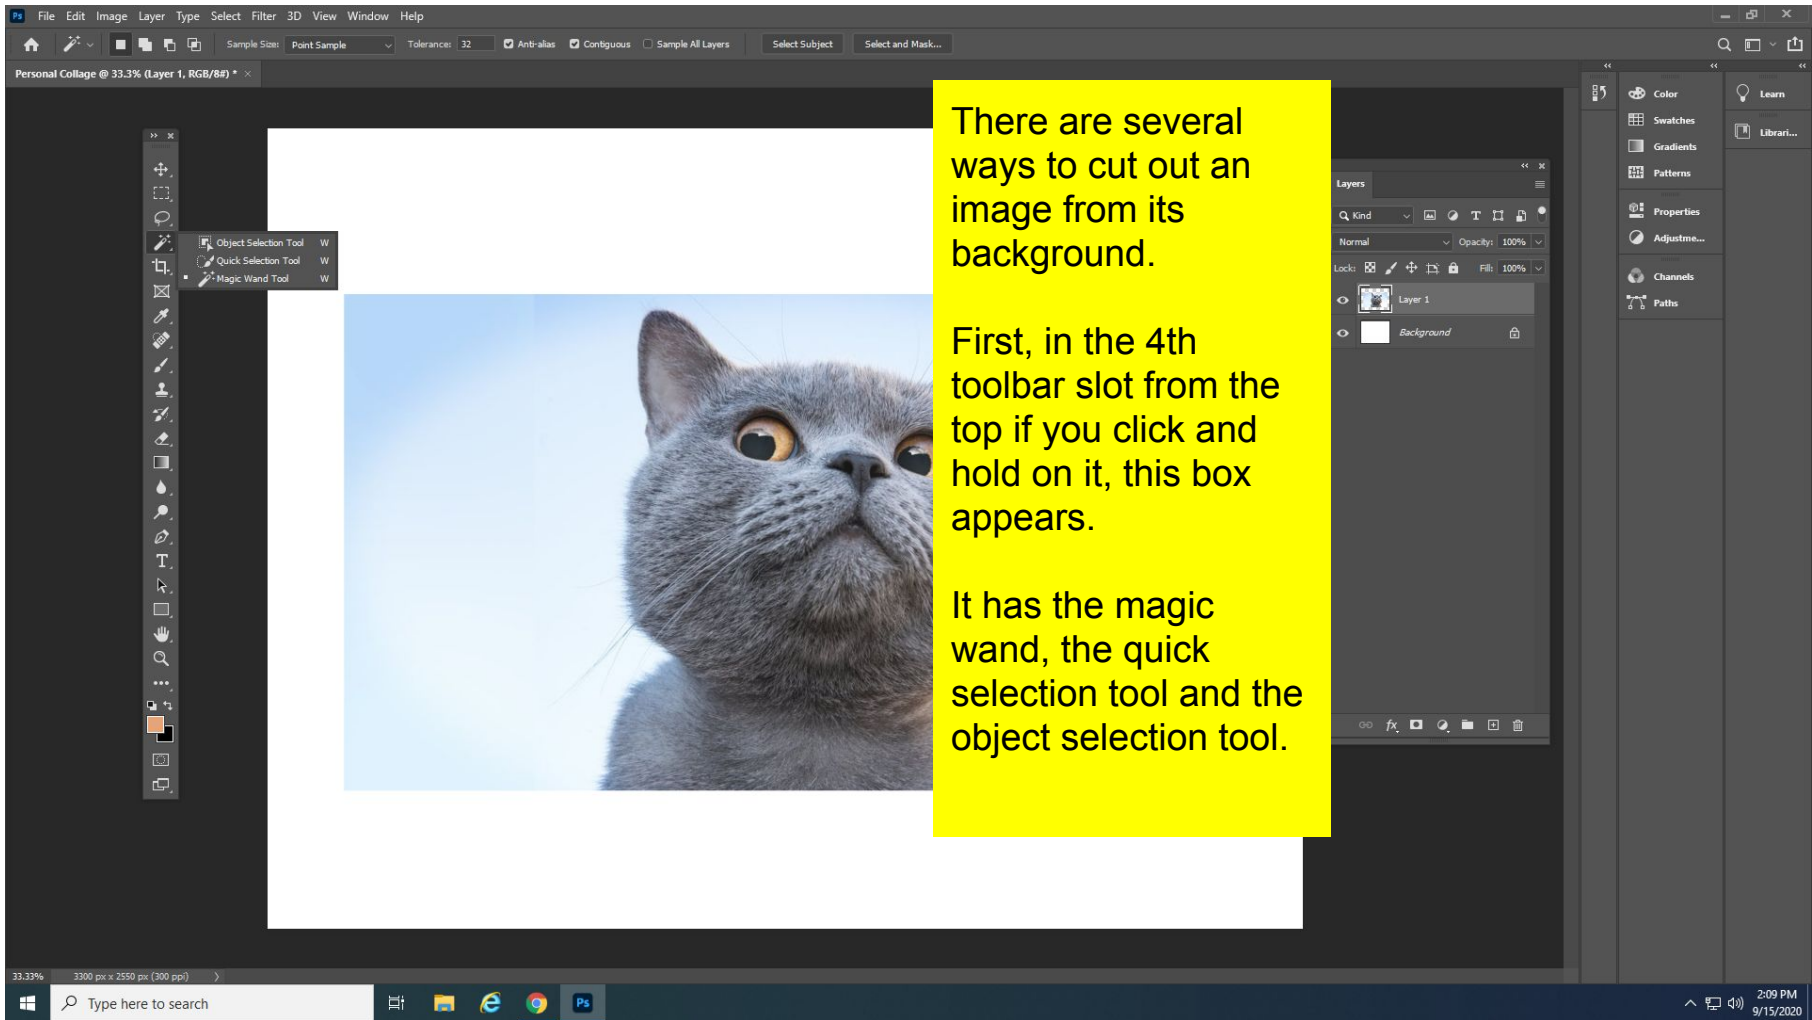 Ps File Edit Image Layer Type Select Filter 3D View Window Help
Sample Size: Point Sample Tolerance: 32 Anti-alias Contiguous Sample All Layers Select Subject Select and Mask...
Personal Collage @ 33.3% (Layer 1, RGB/8#) * ×
Object Selection Tool W
Quick Selection Tool W
Magic Wand Tool W
T
There are several
ways to cut out an
image from its
background.
First, in the 4th
toolbar slot from the
top if you click and
hold on it, this box
appears.
It has the magic
wand, the quick
selection tool and the
object selection tool.
Layers
Kind T
Normal Opacity: 100%
Lock: Fill: 100%
Layer 1
Background
fx
Color
Swatches
Gradients
Patterns
Properties
Adjustme...
Channels
Paths
Learn
Librari...
33.33% 3300 px x 2550 px (300 ppi)
Type here to search
Ps
2:09 PM
9/15/2020